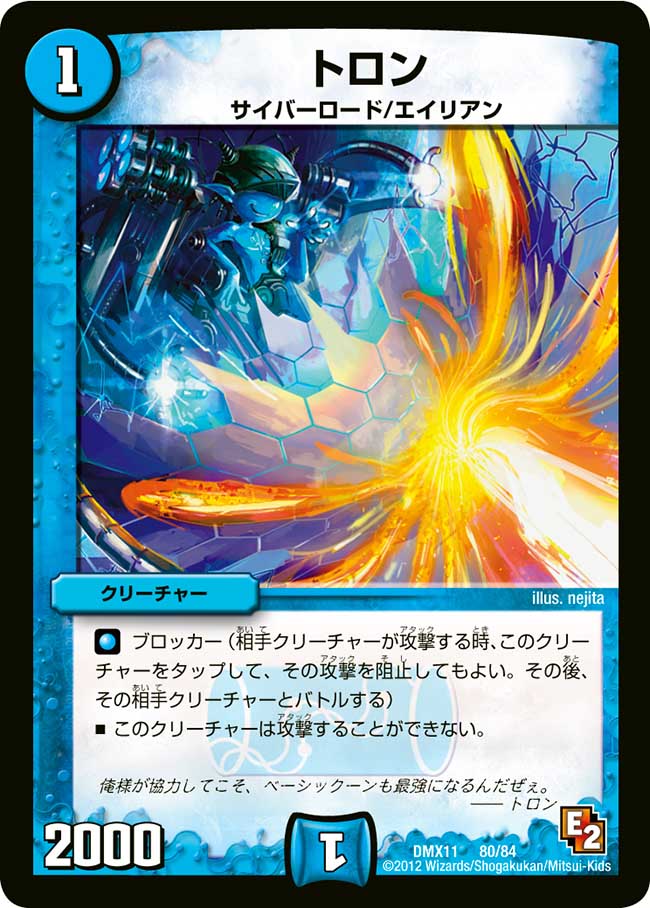 1
トロン
サイバーロード/エイリアン
クリーチャー
illus. nejita
ブロッカー(相手クリーチャーが攻撃する時、このクリー
チャーをタップして、その攻撃を阻止してもよい。その後、
その相手クリーチャーとバトルする)
■ このクリーチャーは攻撃することができない。
俺様が協力してこそ、ベーシックーンも最強になるんだぜぇ。
—— トロン
2000
1
E2
DMX11 80/84
©2012 Wizards/Shogakukan/Mitsui-Kids